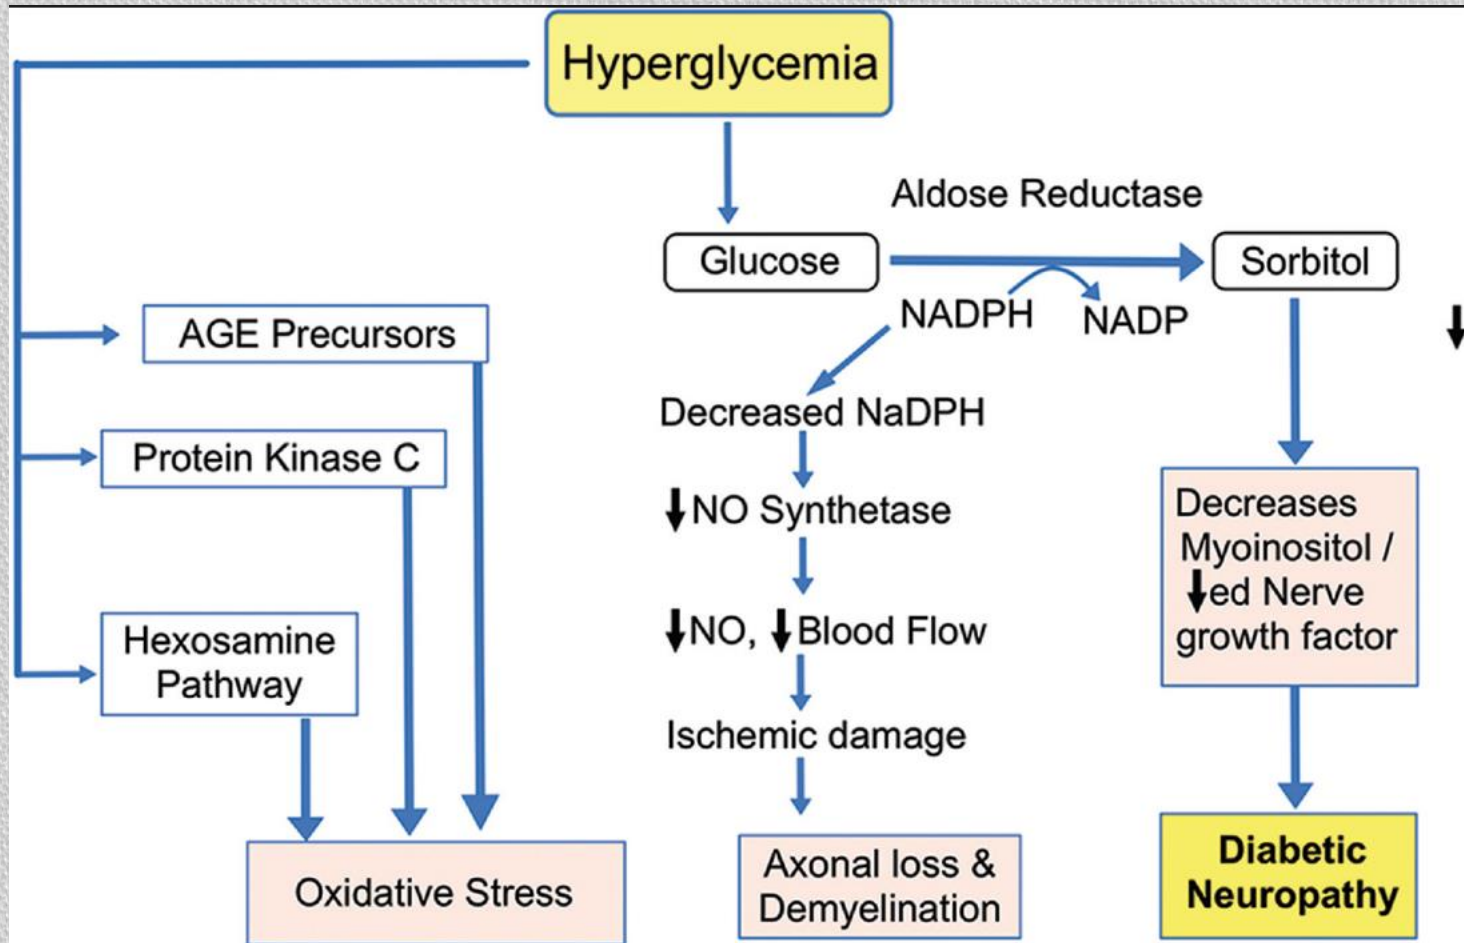 Hyperglycemia
Aldose Reductase
Glucose
Sorbitol
NADPH
NADP
AGE Precursors
Decreased NaDPH
Protein Kinase C
NO Synthetase
Decreases
Myoinositol /
ed Nerve
growth factor
Hexosamine
Pathway
NO, Blood Flow
Ischemic damage
Oxidative Stress
Axonal loss &
Demyelination
Diabetic
Neuropathy